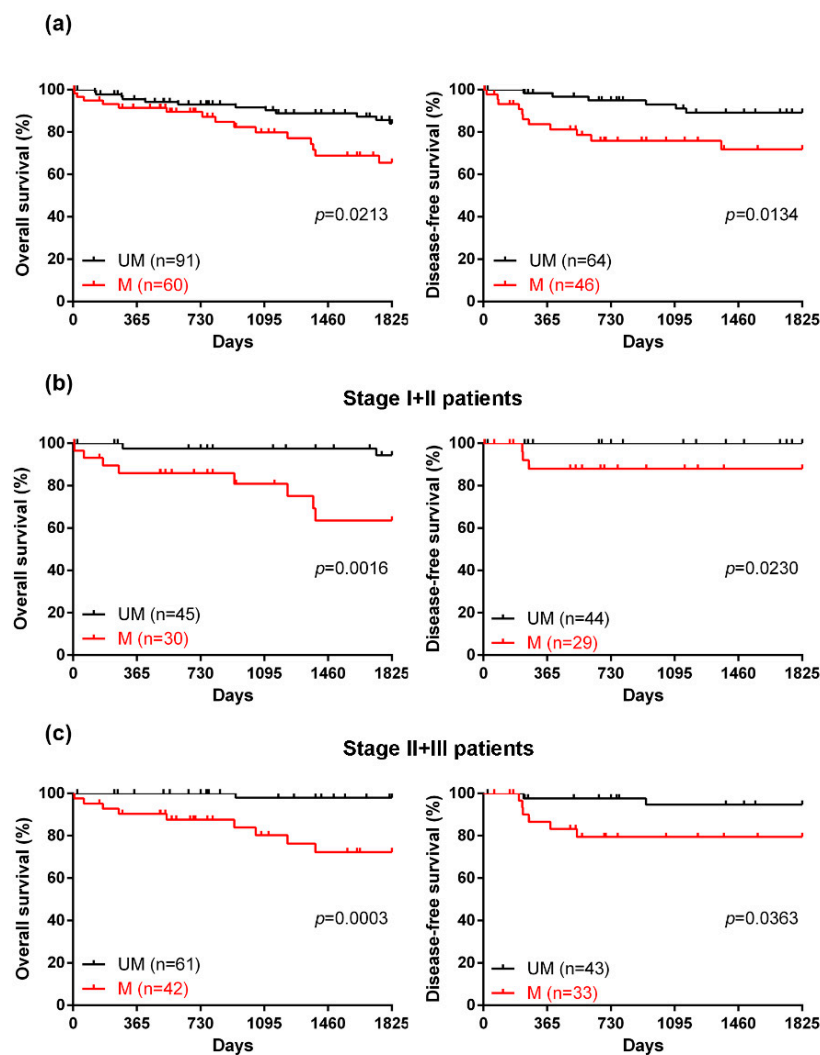 (a)
Overall survival (%)
100
80
60
40
20
0
p=0.0213
UM (n=91)
M (n=60)
0 365 730 1095 1460 1825
Days
Disease-free survival (%)
100
80
60
40
20
0
p=0.0134
UM (n=64)
M (n=46)
0 365 730 1095 1460 1825
Days
(b)
Stage I+II patients
Overall survival (%)
100
80
60
40
20
0
p=0.0016
UM (n=45)
M (n=30)
0 365 730 1095 1460 1825
Days
Disease-free survival (%)
100
80
60
40
20
0
p=0.0230
UM (n=44)
M (n=29)
0 365 730 1095 1460 1825
Days
(c)
Stage II+III patients
Overall survival (%)
100
80
60
40
20
0
p=0.0003
UM (n=61)
M (n=42)
0 365 730 1095 1460 1825
Days
Disease-free survival (%)
100
80
60
40
20
0
p=0.0363
UM (n=43)
M (n=33)
0 365 730 1095 1460 1825
Days